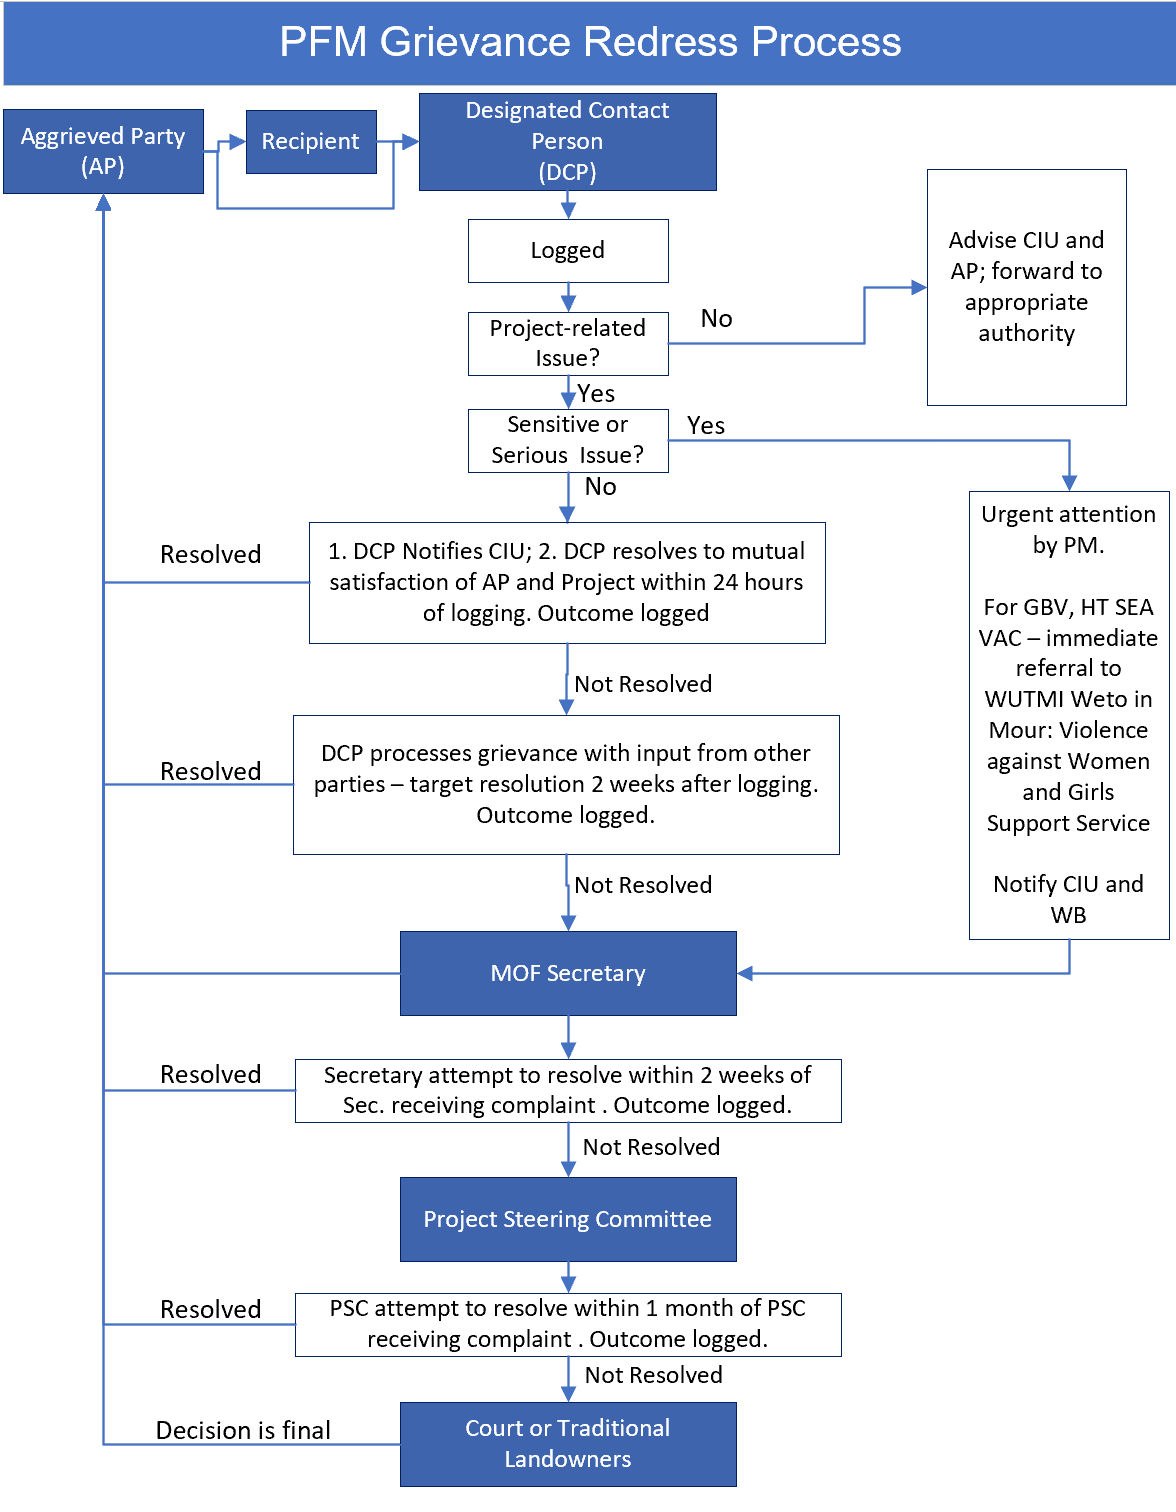 PFM Grievance Redress Process
Aggrieved Party
(AP)
Recipient
Designated Contact
Person
(DCP)
Logged
Project-related
Issue?
No
Advise CIU and
AP; forward to
appropriate
authority
Yes
Sensitive or
Serious  Issue?
Yes
No
Urgent attention
by PM.
For GBV, HT SEA
VAC – immediate
referral to
WUTMI Weto in
Mour: Violence
against Women
and Girls
Support Service
Notify CIU and
WB
Resolved
1. DCP Notifies CIU; 2. DCP resolves to mutual
satisfaction of AP and Project within 24 hours
of logging. Outcome logged
Not Resolved
Resolved
DCP processes grievance with input from other
parties – target resolution 2 weeks after logging.
Outcome logged.
Not Resolved
MOF Secretary
Resolved
Secretary attempt to resolve within 2 weeks of
Sec. receiving complaint . Outcome logged.
Not Resolved
Project Steering Committee
Resolved
PSC attempt to resolve within 1 month of PSC
receiving complaint . Outcome logged.
Not Resolved
Decision is final
Court or Traditional
Landowners